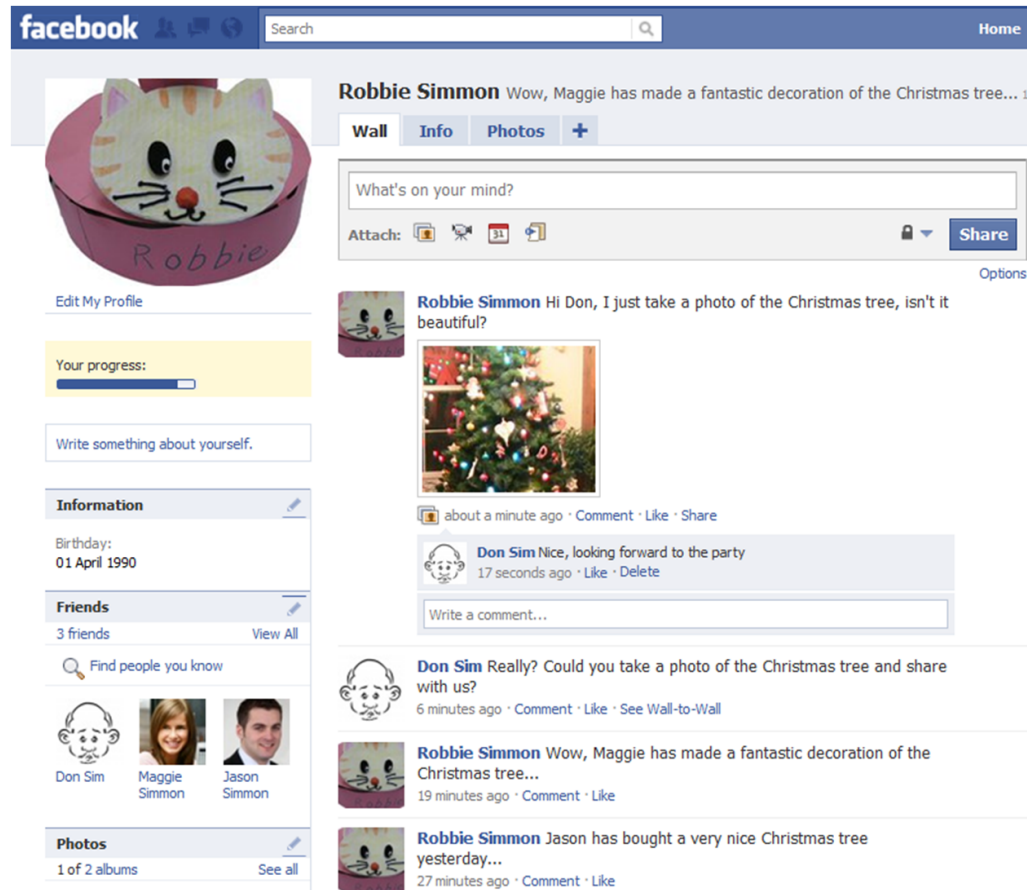 facebook
Search
Home
Robbie Simmon Wow, Maggie has made a fantastic decoration of the Christmas tree...
Wall Info Photos +
What's on your mind?
Attach: 31
Share
Options
Robbie
Edit My Profile
Your progress:
Write something about yourself.
Information
Birthday:
01 April 1990
Friends
3 friends View All
Find people you know
Don Sim
Maggie
Simmon
Jason
Simmon
Photos
1 of 2 albums See all
Robbie Simmon Hi Don, I just take a photo of the Christmas tree, isn't it
beautiful?
about a minute ago · Comment · Like · Share
Don Sim Nice, looking forward to the party
17 seconds ago · Like · Delete
Write a comment...
Don Sim Really? Could you take a photo of the Christmas tree and share
with us?
6 minutes ago · Comment · Like · See Wall-to-Wall
Robbie Simmon Wow, Maggie has made a fantastic decoration of the
Christmas tree...
19 minutes ago · Comment · Like
Robbie Simmon Jason has bought a very nice Christmas tree
yesterday...
27 minutes ago · Comment · Like